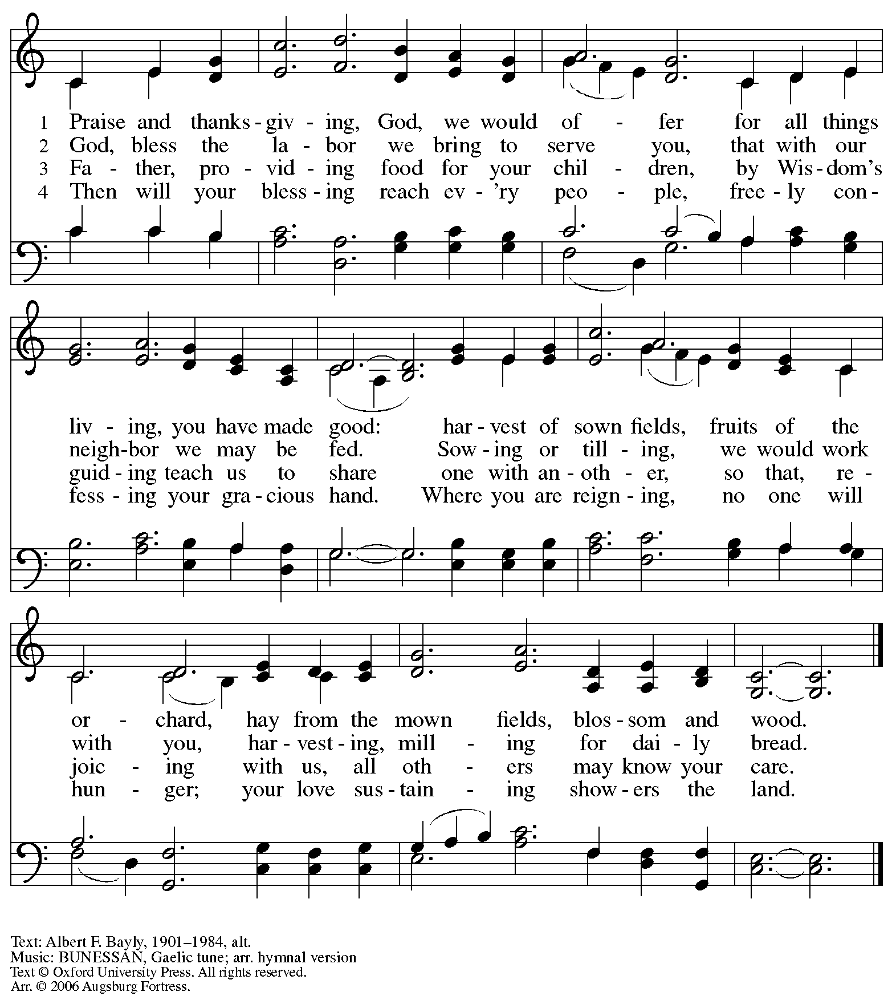 1 Praise and thanks - giv - ing, God, we would of - fer for all things
2 God, bless the la - bor we bring to serve you, that with our
3 Fa - ther, pro - vid - ing food for your chil - dren, by Wis - dom's
4 Then will your bless - ing reach ev - 'ry peo - ple, free - ly con -
liv - ing, you have made good: har - vest of sown fields, fruits of the
neigh - bor we may be fed. Sow - ing or till - ing, we would work
guid - ing teach us to share one with an - oth - er, so that, re -
fess - ing your gra - cious hand. Where you are reign - ing, no one will
or - chard, hay from the mown fields, blos - som and wood.
with you, har - vest - ing, mill - ing for dai - ly bread.
joic - ing with us, all oth - ers may know your care.
hun - ger; your love sus - tain - ing show - ers the land.
Text: Albert F. Bayly, 1901–1984, alt.
Music: BUNESSAN, Gaelic tune; arr. hymnal version
Text © Oxford University Press. All rights reserved.
Arr. © 2006 Augsburg Fortress.